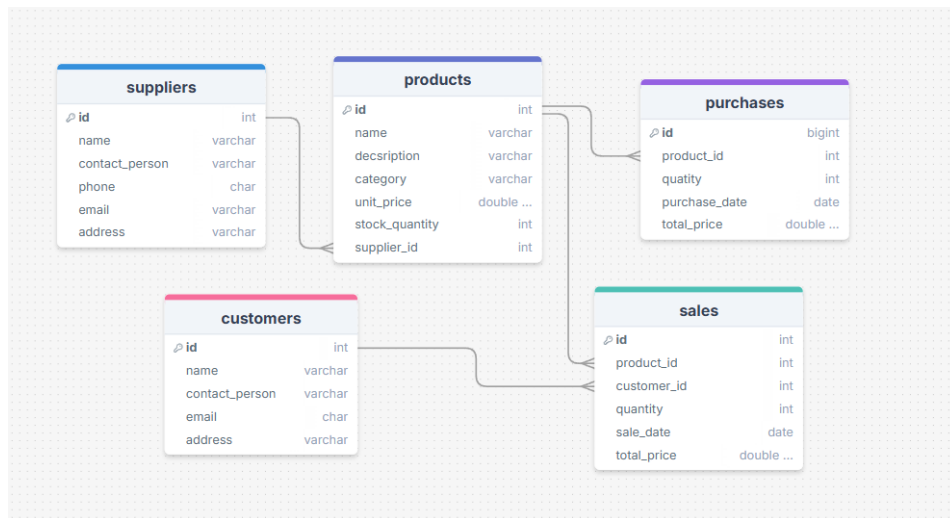 suppliers
id int
name varchar
contact_person varchar
phone char
email varchar
address varchar
products
id int
name varchar
decsription varchar
category varchar
unit_price double ...
stock_quantity int
supplier_id int
purchases
id bigint
product_id int
quatity int
purchase_date date
total_price double ...
customers
id int
name varchar
contact_person varchar
email char
address varchar
sales
id int
product_id int
customer_id int
quantity int
sale_date date
total_price double ...